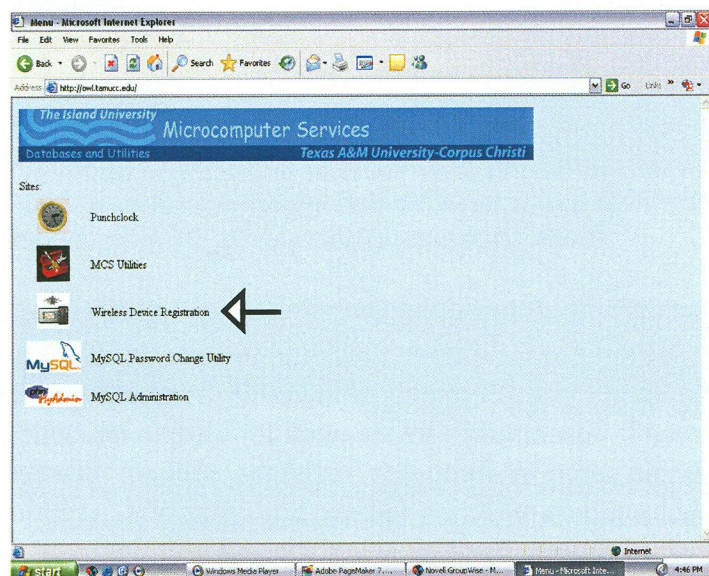 Menu - Microsoft Internet Explorer
File Edit View Favorites Tools Help
Back Search Favorites
Address http://owl.tamucc.edu/ Go Links »
The Island University
Microcomputer Services
Databases and Utilities Texas A&M University-Corpus Christi
Sites:
Punchclock
MCS Utilities
Wireless Device Registration
MySQL MySQL Password Change Utility
php MyAdmin MySQL Administration
Internet
start Windows Media Player Adobe PageMaker 7.... Novell GroupWise - M... Menu - Microsoft Inte... 4:46 PM